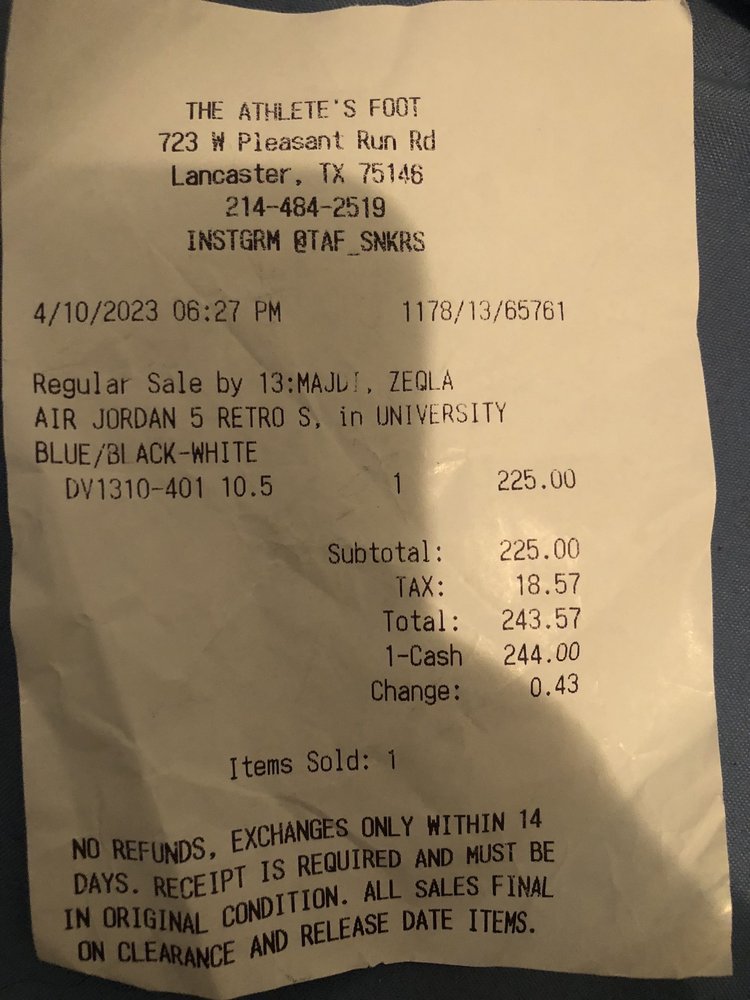 THE ATHLETE'S FOOT
723 W Pleasant Run Rd
Lancaster, TX 75146
214-484-2519
INSTGRM @TAF_SNKRS
4/10/2023 06:27 PM 1178/13/65761
Regular Sale by 13:MAJDI, ZEQLA
AIR JORDAN 5 RETRO S, in UNIVERSITY
BLUE/BLACK-WHITE
DV1310-401 10.5 1 225.00
Subtotal: 225.00
TAX: 18.57
Total: 243.57
1-Cash 244.00
Change: 0.43
Items Sold: 1
NO REFUNDS, EXCHANGES ONLY WITHIN 14
DAYS. RECEIPT IS REQUIRED AND MUST BE
IN ORIGINAL CONDITION. ALL SALES FINAL
ON CLEARANCE AND RELEASE DATE ITEMS.